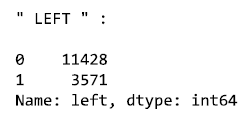 " LEFT " :
0    11428
1     3571
Name: left, dtype: int64